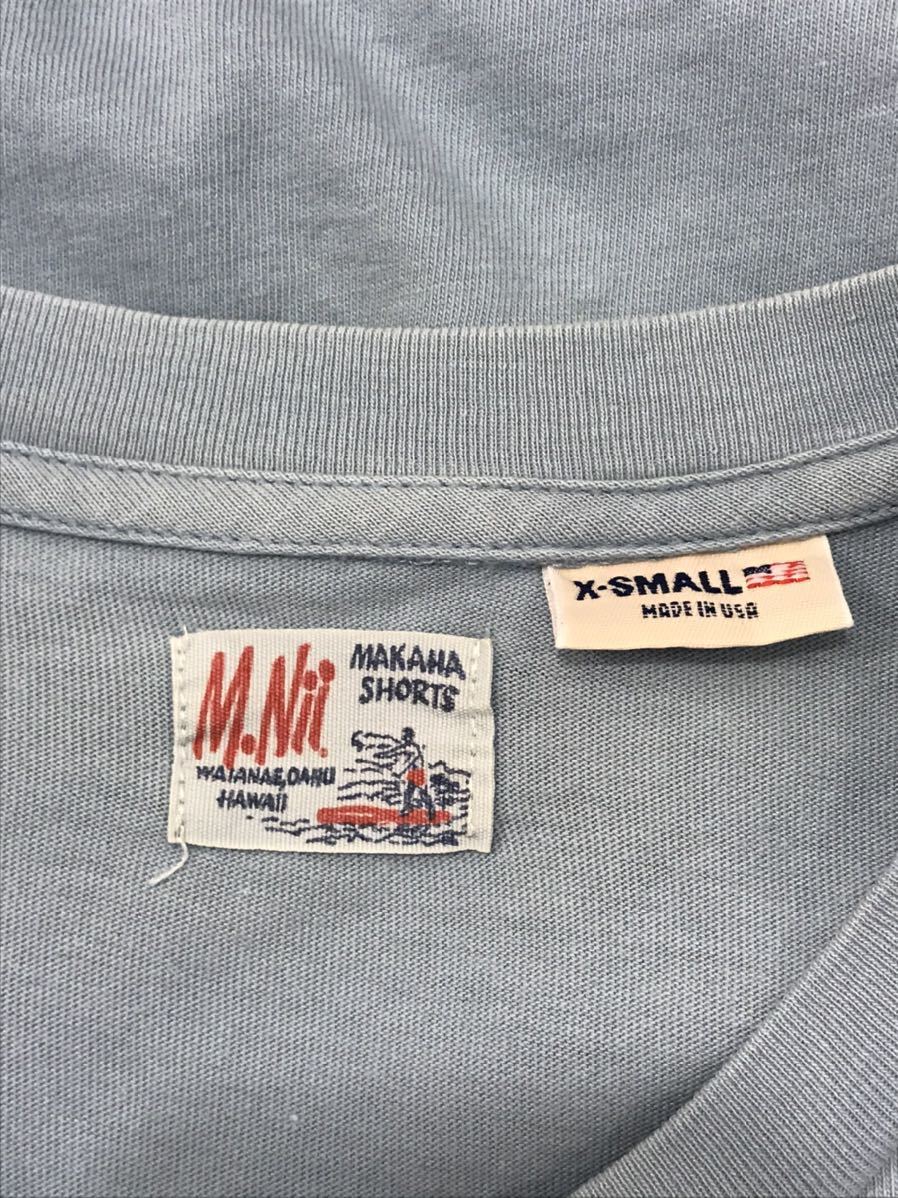 X-SMALL
MADE IN USA
M.Nii
MAKAHA
SHORTS
WAIANAE, OAHU
HAWAII